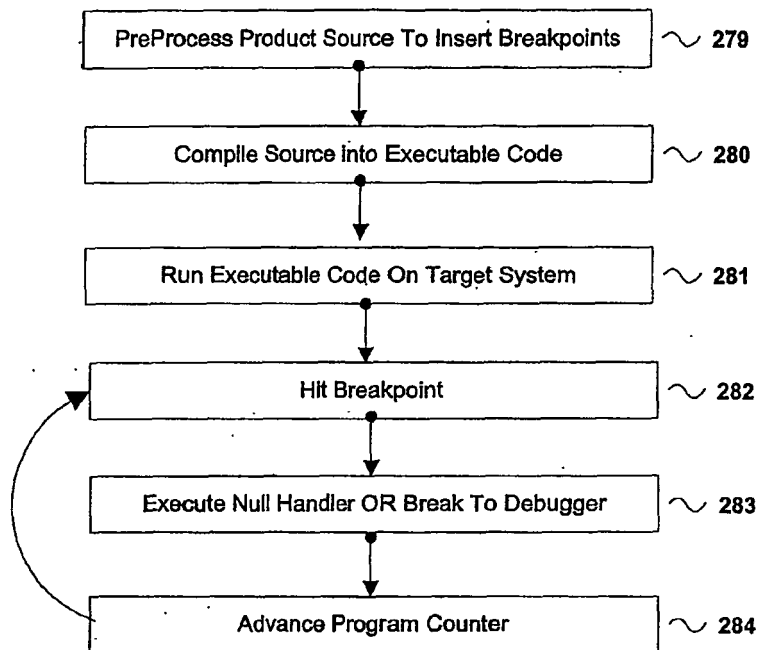 PreProcess Product Source To Insert Breakpoints 279
Compile Source into Executable Code 280
Run Executable Code On Target System 281
Hit Breakpoint 282
Execute Null Handler OR Break To Debugger 283
Advance Program Counter 284